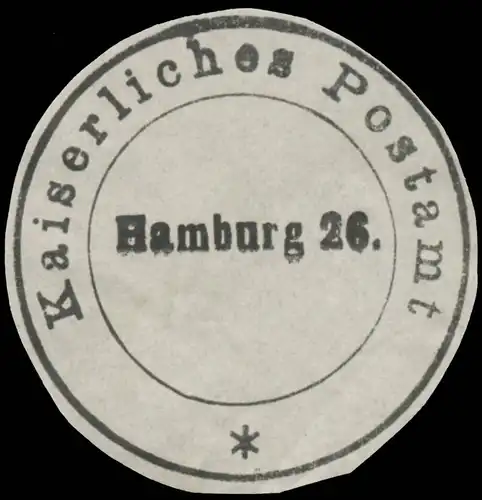 Kaiserliches Postamt
Hamburg 26.
*